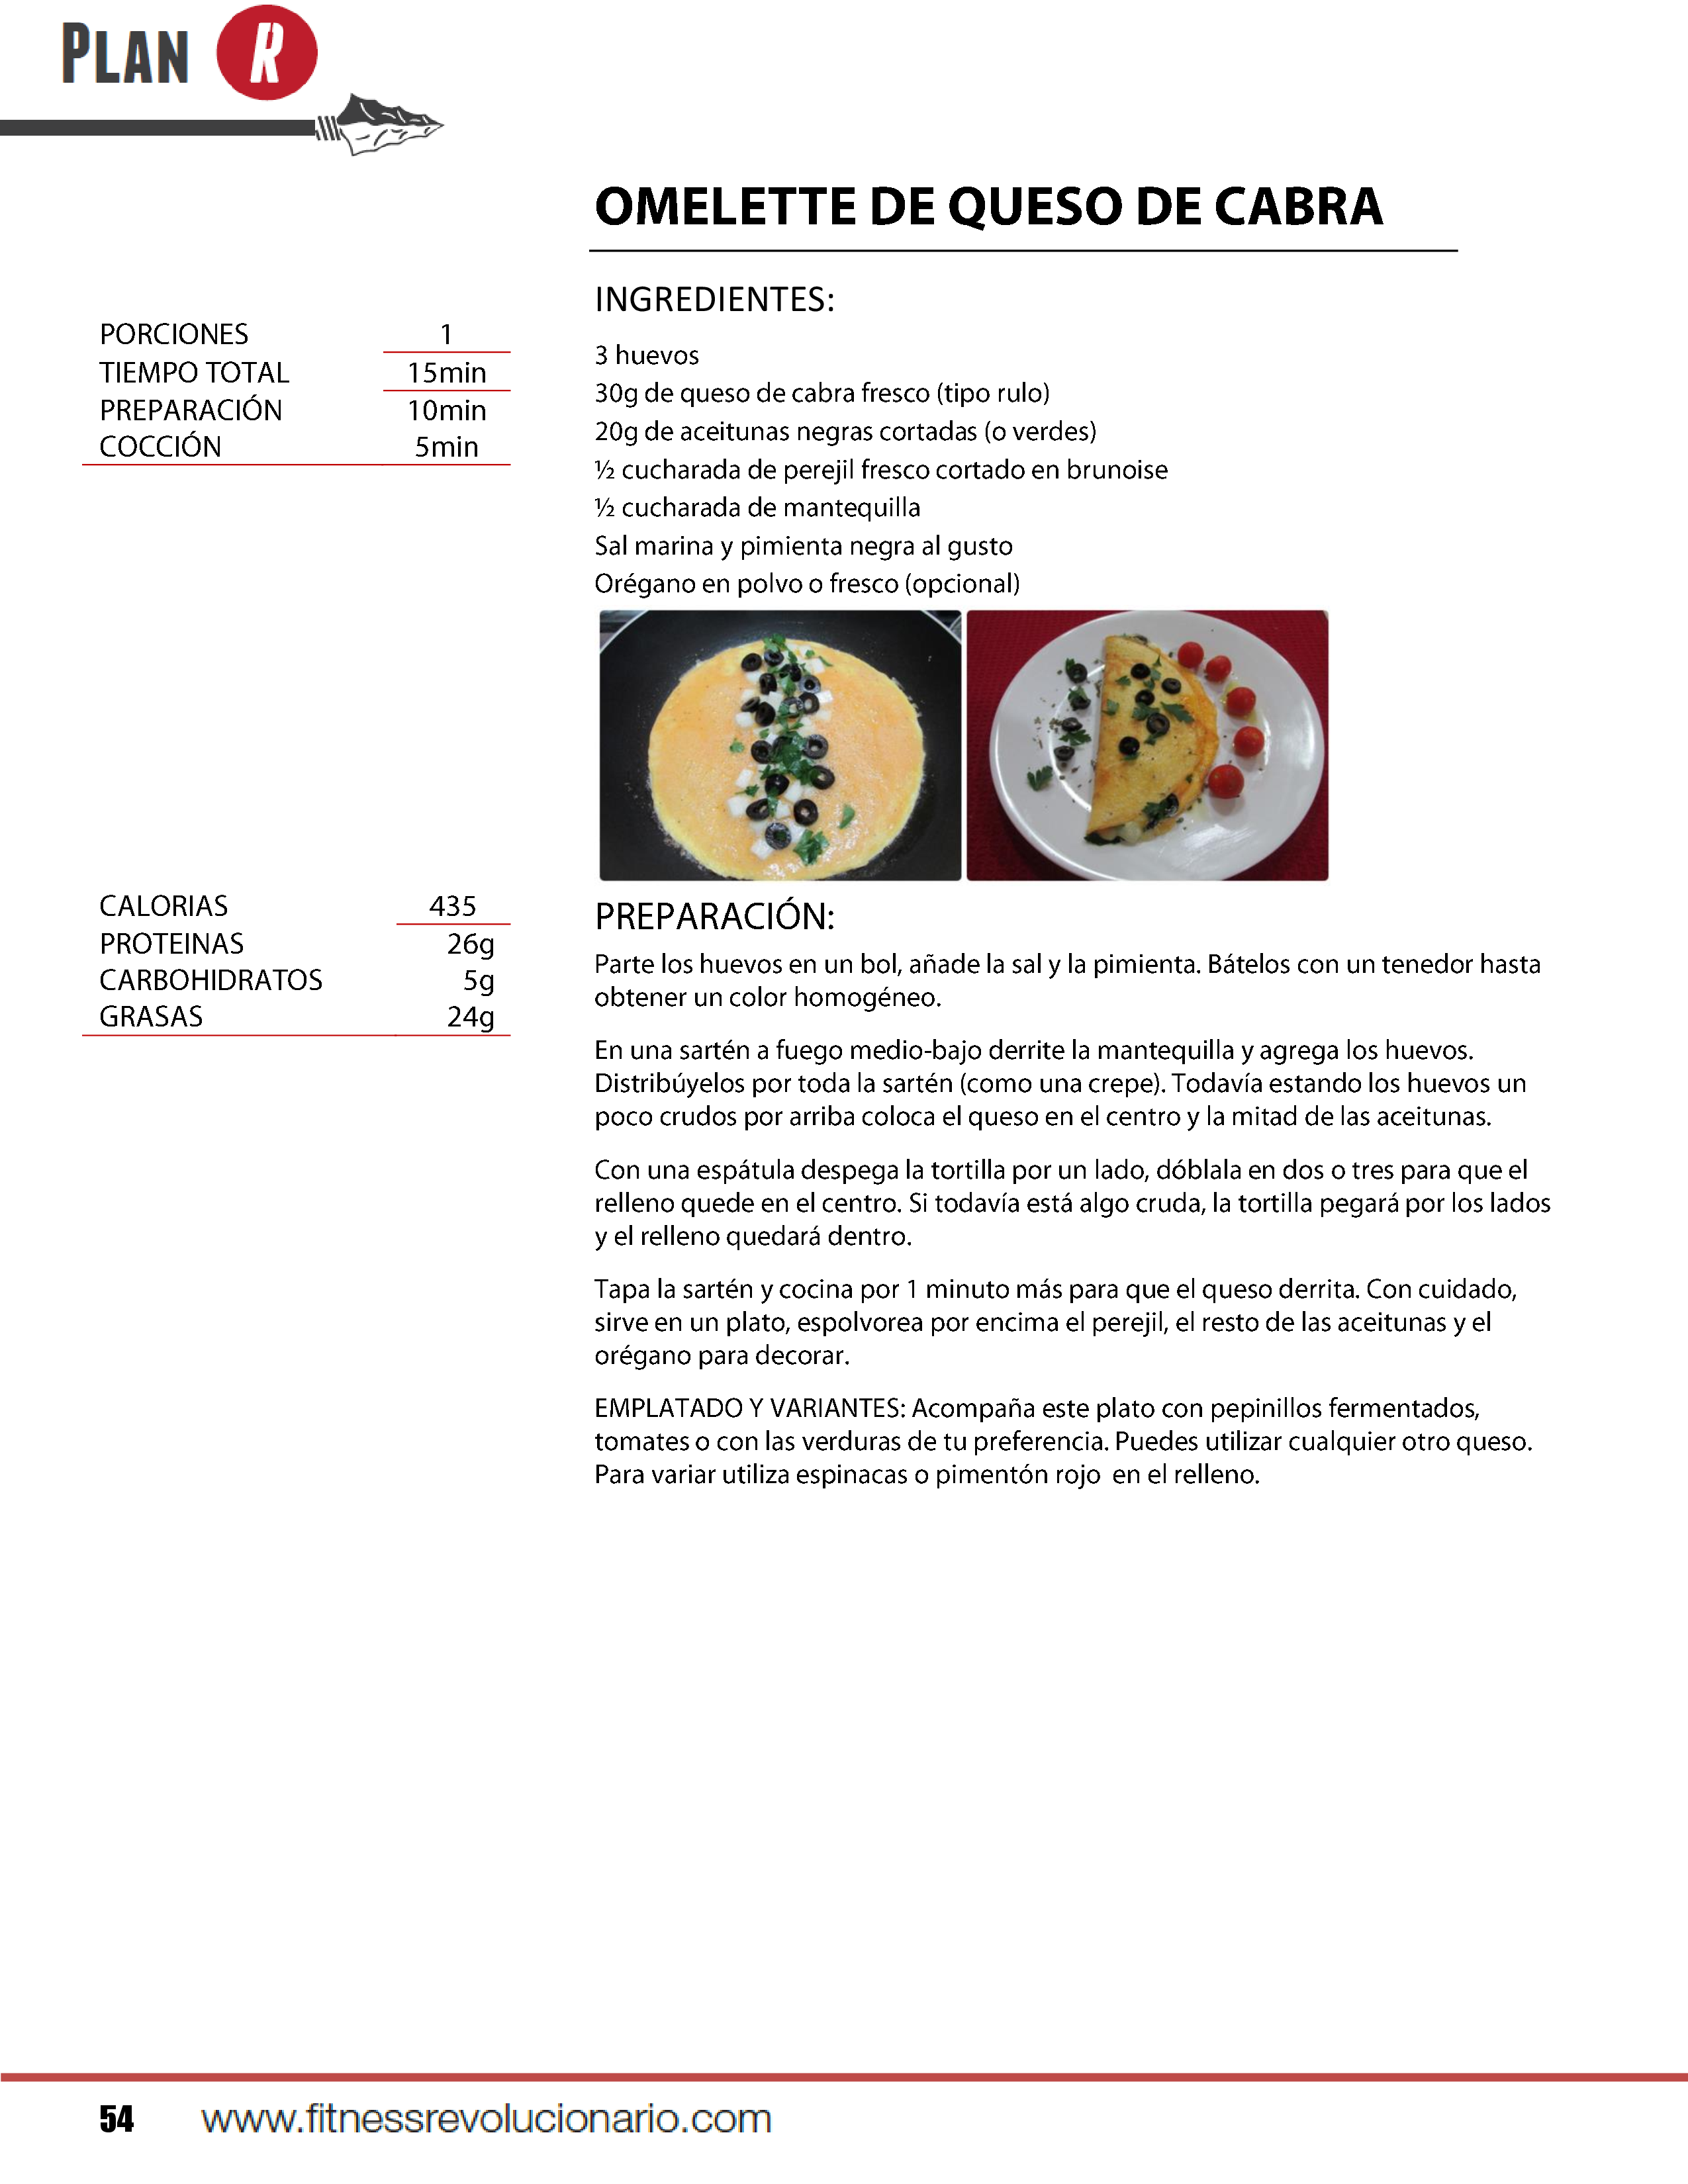 PLAN R
OMELETTE DE QUESO DE CABRA
PORCIONES 1
TIEMPO TOTAL 15min
PREPARACIÓN 10min
COCCIÓN 5min
INGREDIENTES:
3 huevos
30g de queso de cabra fresco (tipo rulo)
20g de aceitunas negras cortadas (o verdes)
½ cucharada de perejil fresco cortado en brunoise
½ cucharada de mantequilla
Sal marina y pimienta negra al gusto
Orégano en polvo o fresco (opcional)
CALORIAS 435
PROTEINAS 26g
CARBOHIDRATOS 5g
GRASAS 24g
PREPARACIÓN:
Parte los huevos en un bol, añade la sal y la pimienta. Bátelos con un tenedor hasta
obtener un color homogéneo.
En una sartén a fuego medio-bajo derrite la mantequilla y agrega los huevos.
Distribúyelos por toda la sartén (como una crepe). Todavía estando los huevos un
poco crudos por arriba coloca el queso en el centro y la mitad de las aceitunas.
Con una espátula despega la tortilla por un lado, dóblala en dos o tres para que el
relleno quede en el centro. Si todavía está algo cruda, la tortilla pegará por los lados
y el relleno quedará dentro.
Tapa la sartén y cocina por 1 minuto más para que el queso derrita. Con cuidado,
sirve en un plato, espolvorea por encima el perejil, el resto de las aceitunas y el
orégano para decorar.
EMPLATADO Y VARIANTES: Acompaña este plato con pepinillos fermentados,
tomates o con las verduras de tu preferencia. Puedes utilizar cualquier otro queso.
Para variar utiliza espinacas o pimentón rojo en el relleno.
54 www.fitnessrevolucionario.com